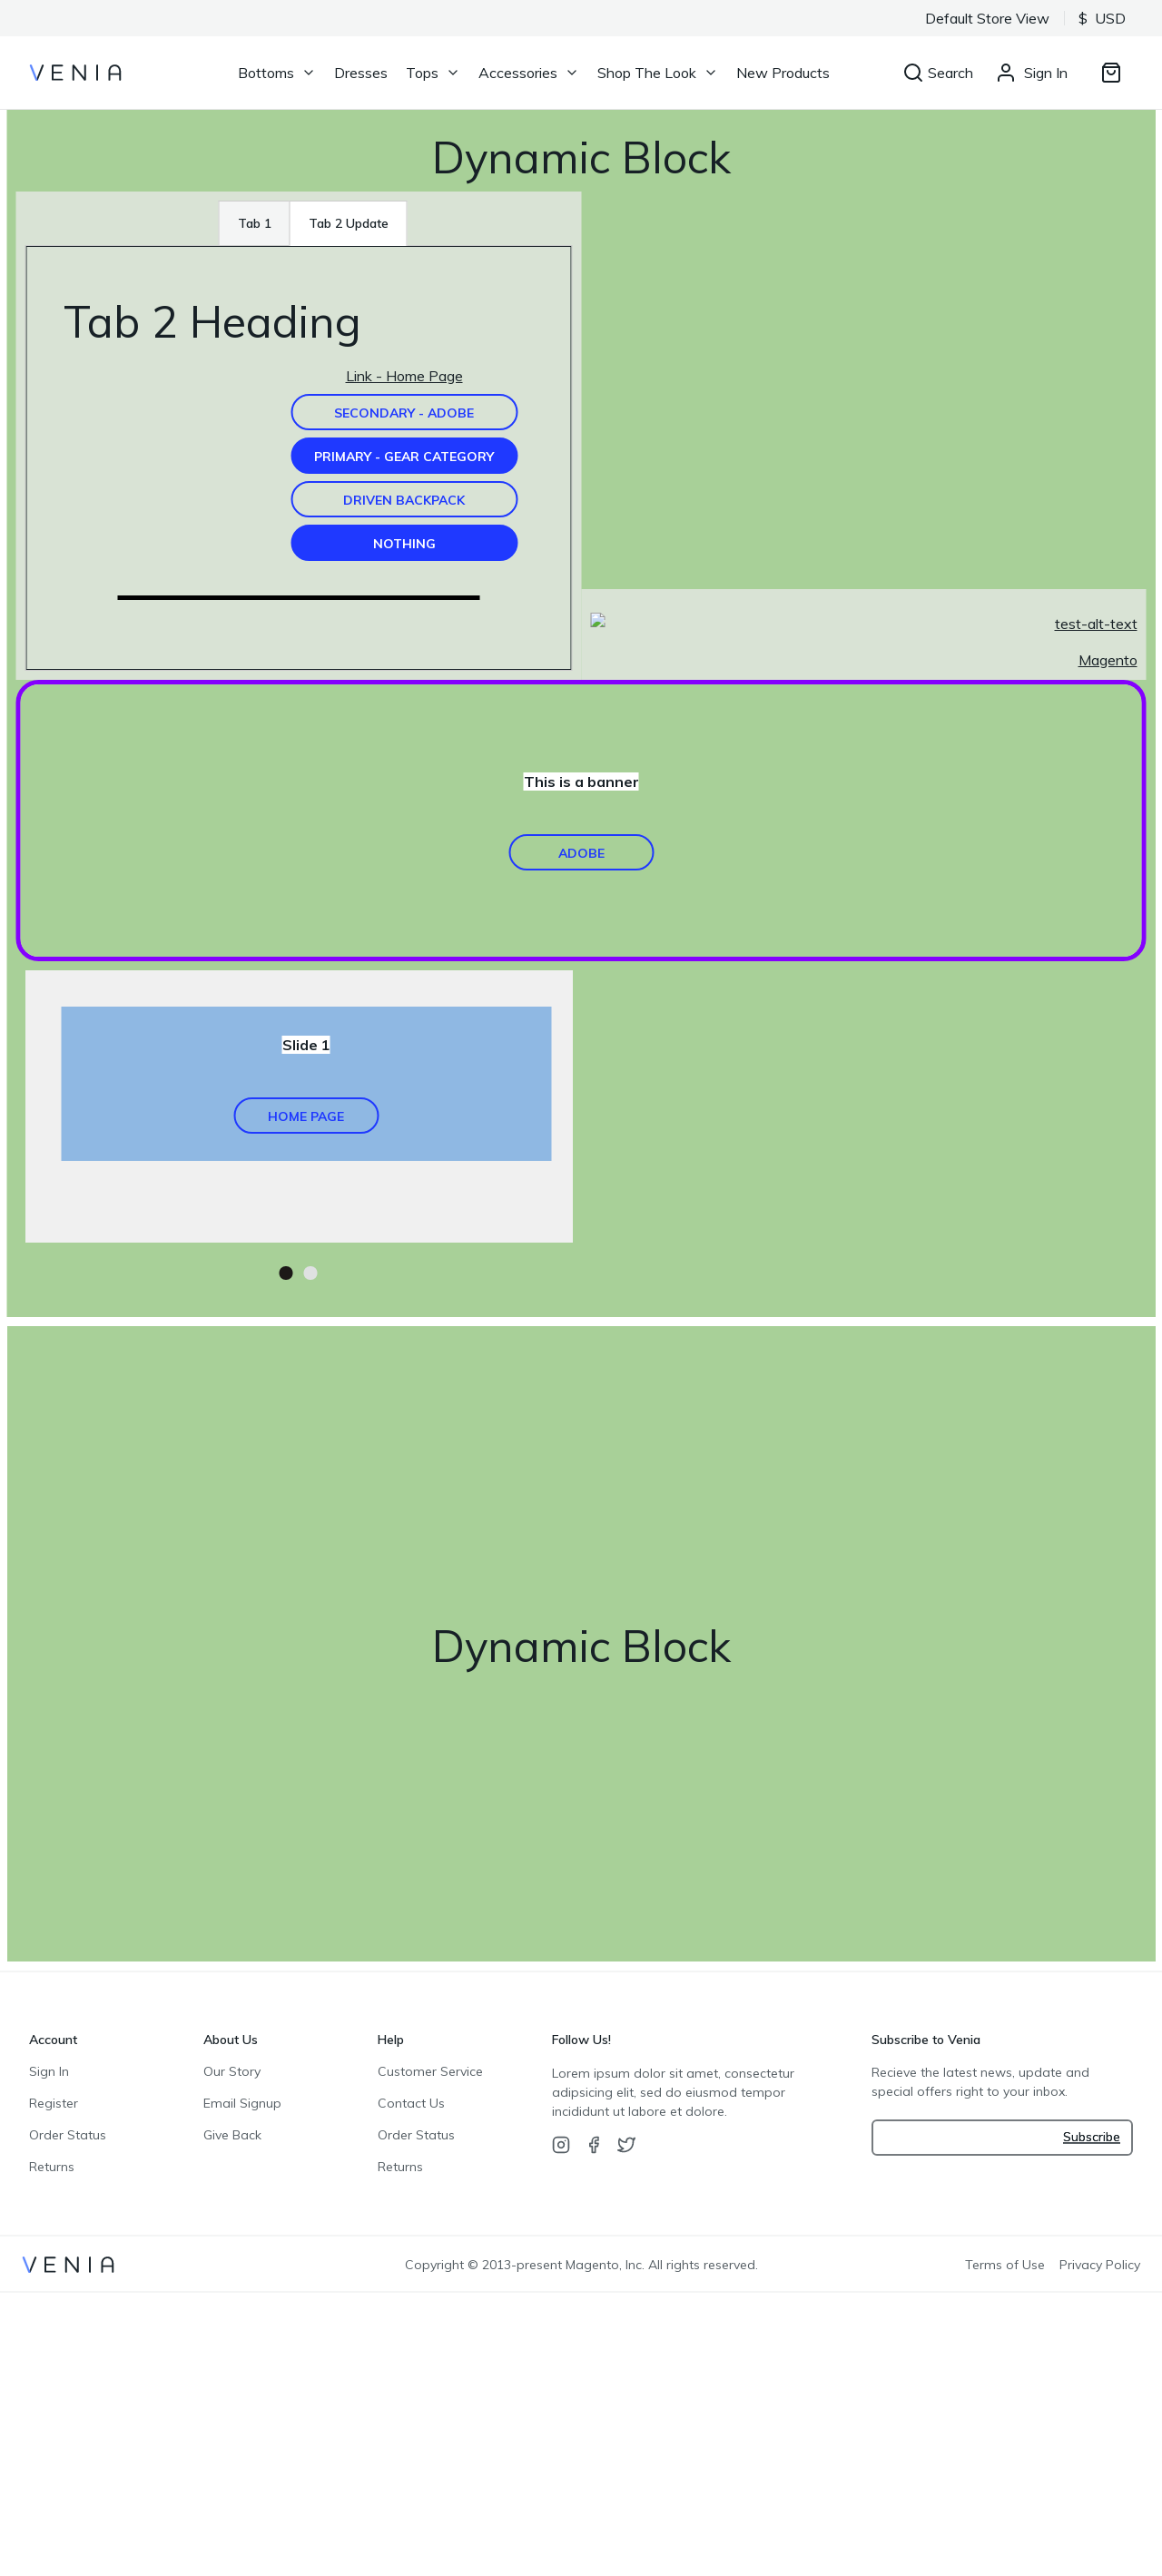 Default Store View
$ USD
VENIA
Bottoms
Dresses
Tops
Accessories
Shop The Look
New Products
Search
Sign In
Dynamic Block
Tab 1
Tab 2 Update
Tab 2 Heading
Link - Home Page
SECONDARY - ADOBE
PRIMARY - GEAR CATEGORY
DRIVEN BACKPACK
NOTHING
test-alt-text
Magento
This is a banner
ADOBE
Slide 1
HOME PAGE
Dynamic Block
Account
Sign In
Register
Order Status
Returns
About Us
Our Story
Email Signup
Give Back
Help
Customer Service
Contact Us
Order Status
Returns
Follow Us!
Lorem ipsum dolor sit amet, consectetur
adipsicing elit, sed do eiusmod tempor
incididunt ut labore et dolore.
Subscribe to Venia
Recieve the latest news, update and
special offers right to your inbox.
Subscribe
VENIA
Copyright © 2013-present Magento, Inc. All rights reserved.
Terms of Use
Privacy Policy